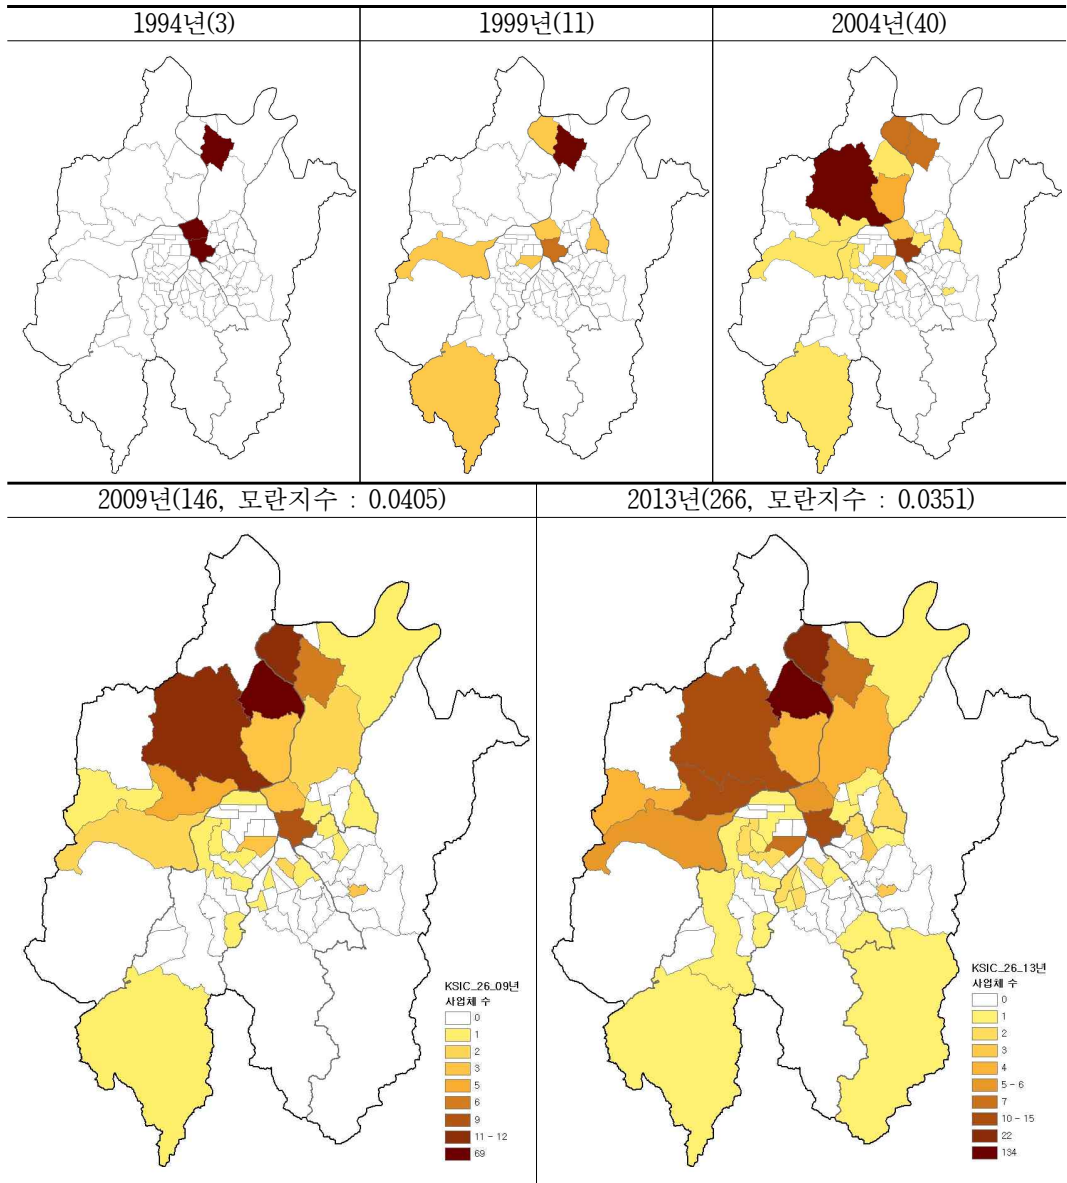 1994년(3)
1999년(11)
2004년(40)
2009년(146, 모란지수 : 0.0405)
2013년(266, 모란지수 : 0.0351)
KSIC_26_09년
사업체 수
0
1
2
3
5
6
9
11 - 12
69
KSIC_26_13년
사업체 수
0
1
2
3
4
5 - 6
7
10 - 15
22
134